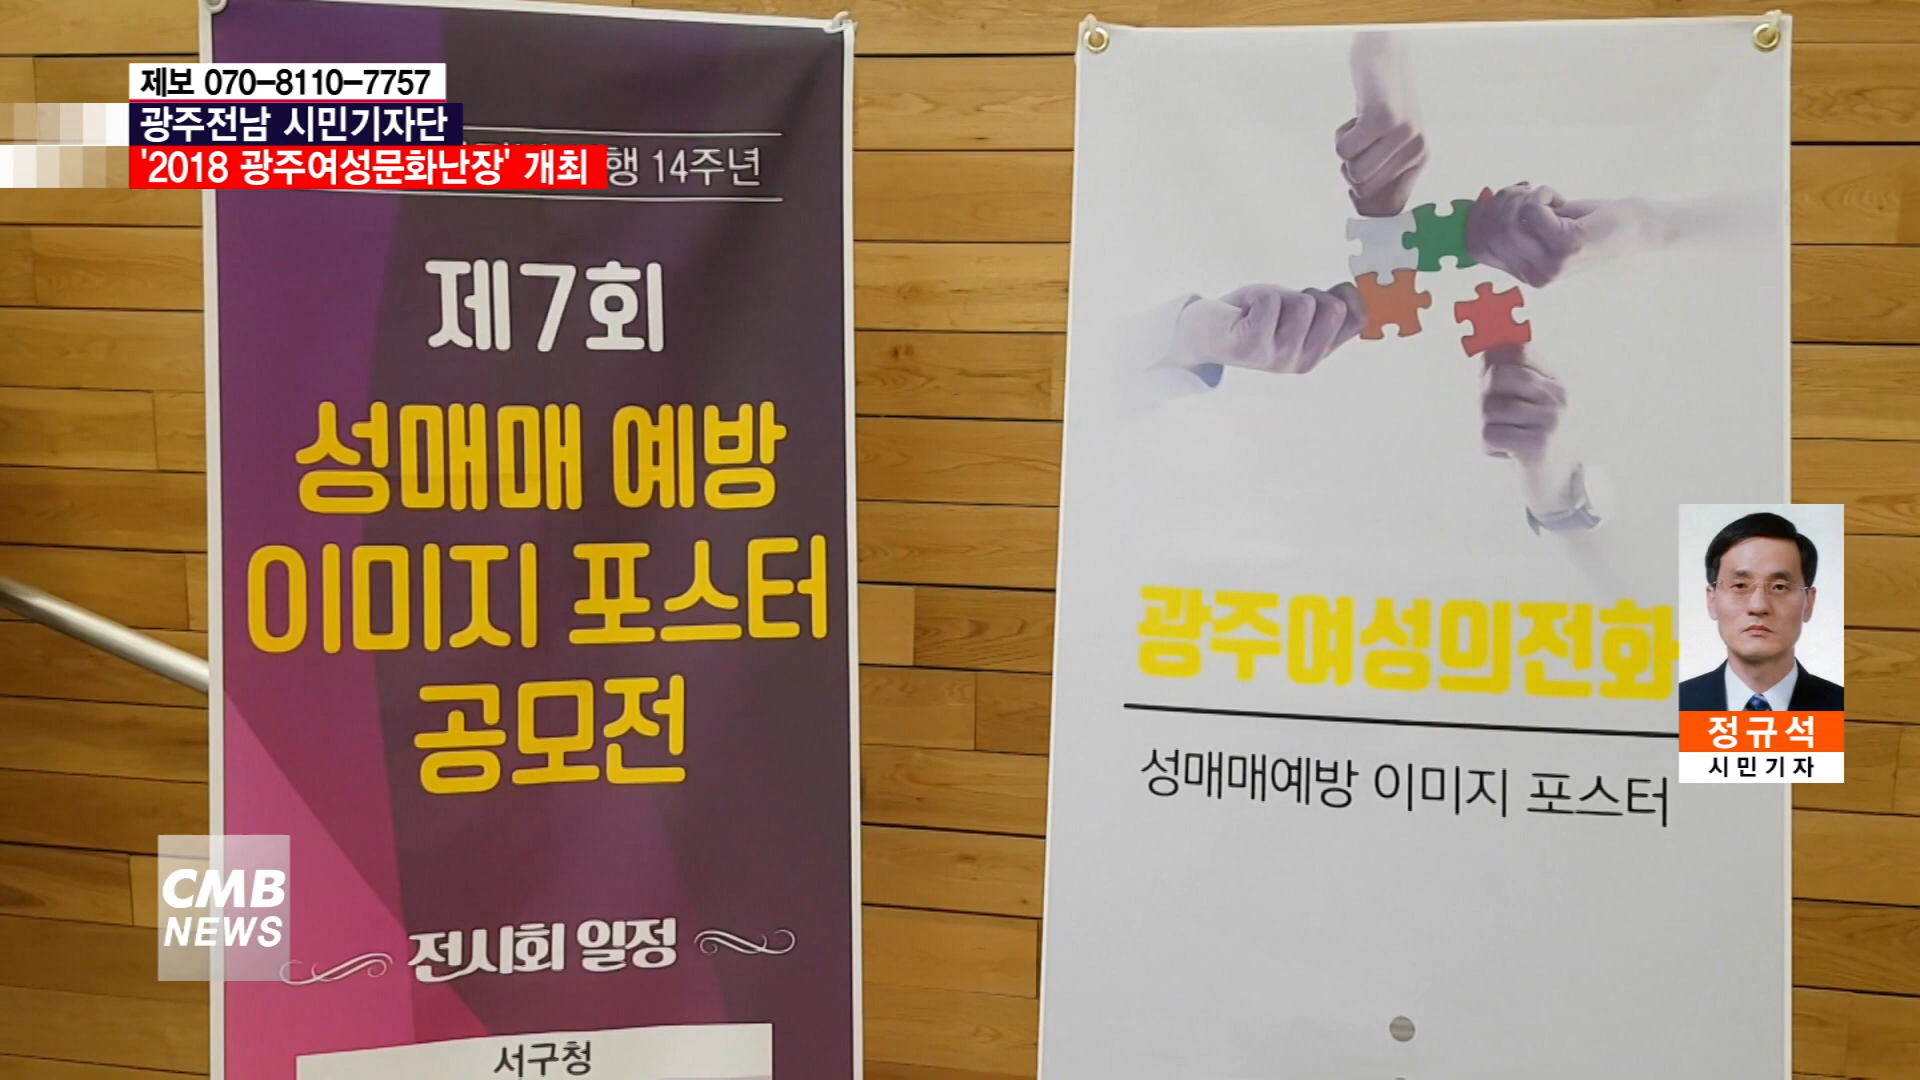 제보 070-8110-7757
광주전남 시민기자단
'2018 광주여성문화난장' 개최
행 14주년
제7회
성매매 예방
이미지 포스터
공모전
전시회 일정
서구청
광주여성의전화
성매매예방 이미지 포스터
정규석
시민기자
CMB
NEWS